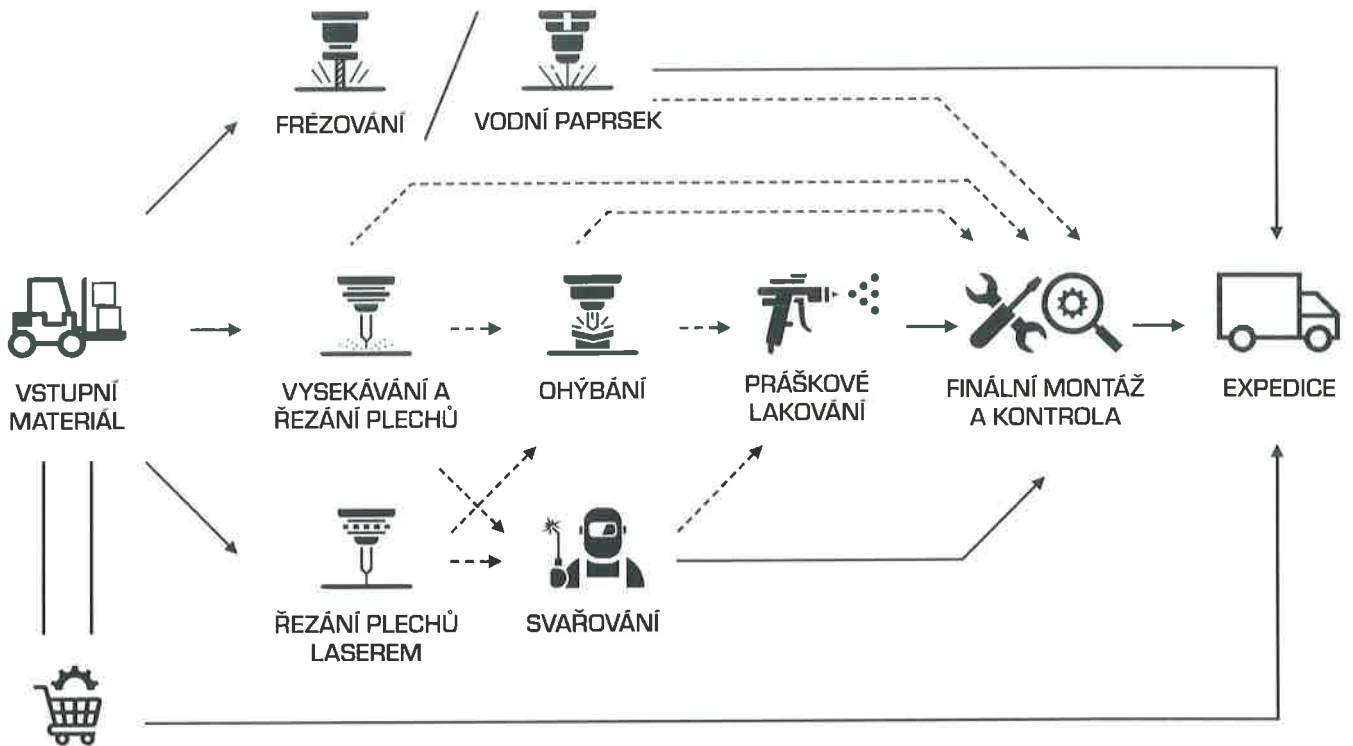 FRÉZOVÁNÍ
VODNÍ PAPRSEK
VSTUPNÍ
MATERIÁL
VYSEKÁVÁNÍ A
ŘEZÁNÍ PLECHŮ
OHÝBÁNÍ
PRÁŠKOVÉ
LAKOVÁNÍ
FINÁLNÍ MONTÁŽ
A KONTROLA
EXPEDICE
ŘEZÁNÍ PLECHŮ
LASEREM
SVAŘOVÁNÍ